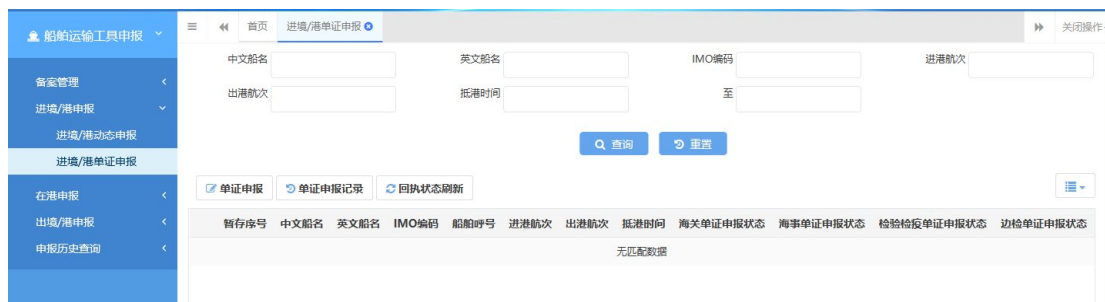 船舶运输工具申报
首页 进境/港单证申报 关闭操作
备案管理
进境/港申报
进境/港动态申报
进境/港单证申报
在港申报
出境/港申报
申报历史查询
中文船名 英文船名 IMO编码 进港航次
出港航次 抵港时间 至
查询 重置
单证申报 单证申报记录 回执状态刷新
暂存序号 中文船名 英文船名 IMO编码 船舶呼号 进港航次 出港航次 抵港时间 海关单证申报状态 海事单证申报状态 检验检疫单证申报状态 边检单证申报状态
无匹配数据